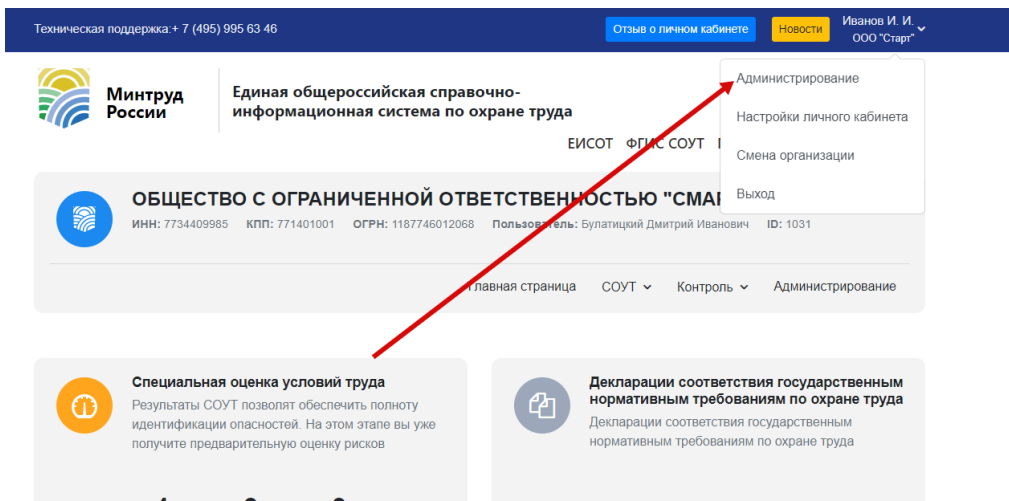 Техническая поддержка:+ 7 (495) 995 63 46
Отзыв о личном кабинете
Новости
Иванов И. И.
ООО "Старт"
Администрирование
Настройки личного кабинета
Смена организации
Выход
Минтруд
России
Единая общероссийская справочно-
информационная система по охране труда
ЕИСОТ ФГИС СОУТ
ОБЩЕСТВО С ОГРАНИЧЕННОЙ ОТВЕТСТВЕННОСТЬЮ
ИНН: 7734409985 КПП: 771401001 ОГРН: 1187746012068 Пользователь: Булатицкий Дмитрий Иванович ID: 1031
Главная страница СОУТ Контроль Администрирование
Специальная оценка условий труда
Результаты СОУТ позволят обеспечить полноту
идентификации опасностей. На этом этапе вы уже
получите предварительную оценку рисков
Декларации соответствия государственным
нормативным требованиям по охране труда
Декларации соответствия государственным
нормативным требованиям по охране труда